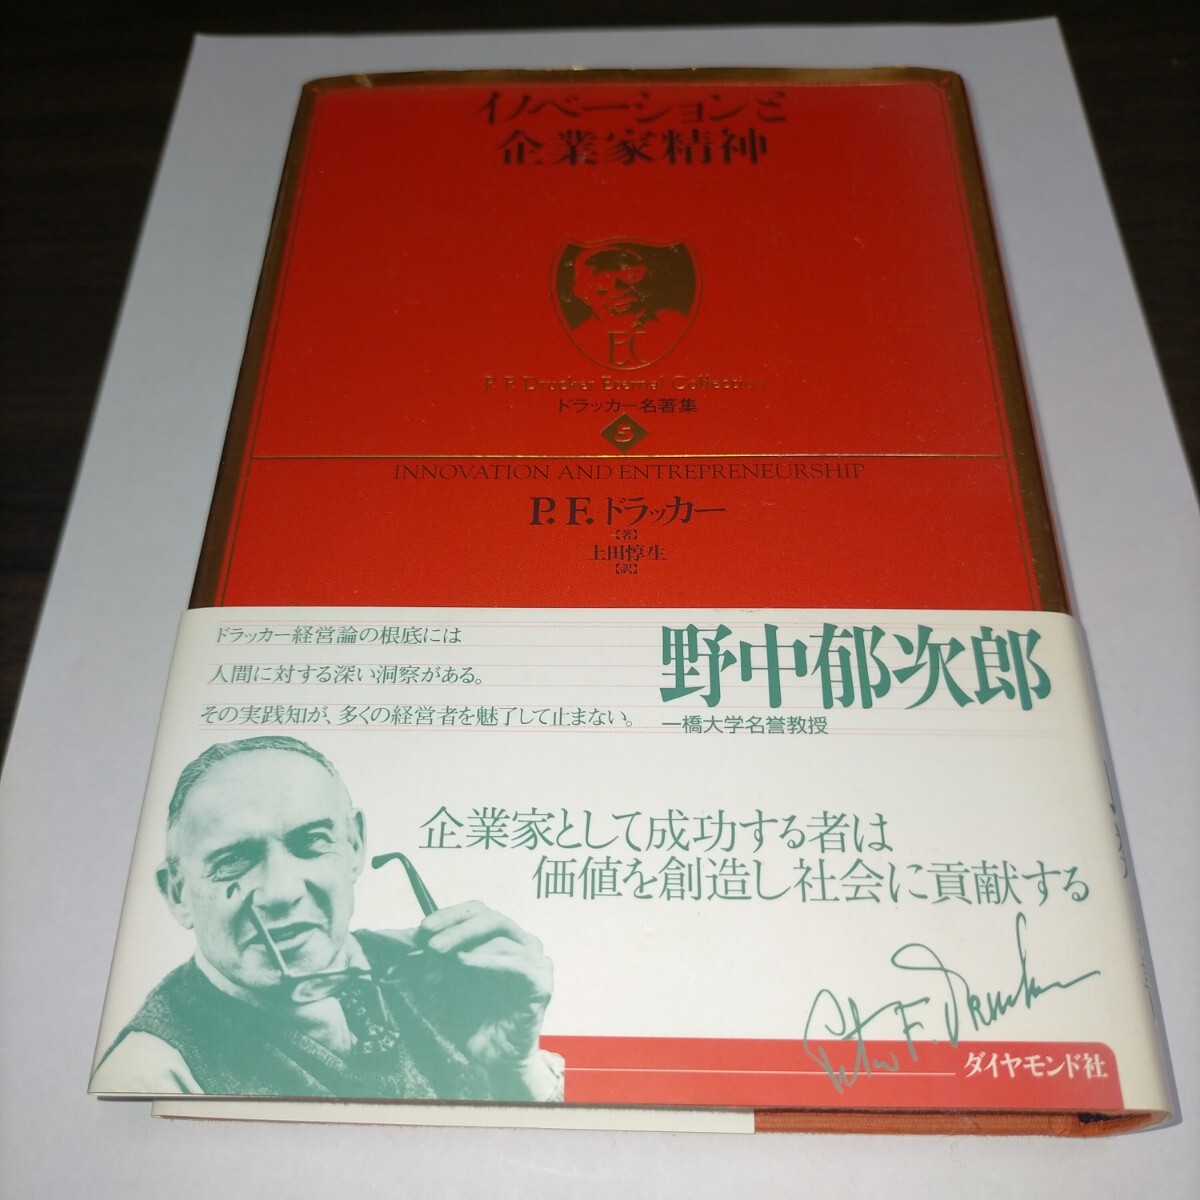 イノベーションと
企業家精神
EC
P. F. Drucker Eternal Collection
ドラッカー名著集
5
INNOVATION AND ENTREPRENEURSHIP
P.F.ドラッカー
【著】
上田惇生
【訳】
ドラッカー経営論の根底には
人間に対する深い洞察がある。
その実践知が、多くの経営者を魅了して止まない。
野中郁次郎
一橋大学名誉教授
企業家として成功する者は
価値を創造し社会に貢献する
Peter F. Drucker
ダイヤモンド社